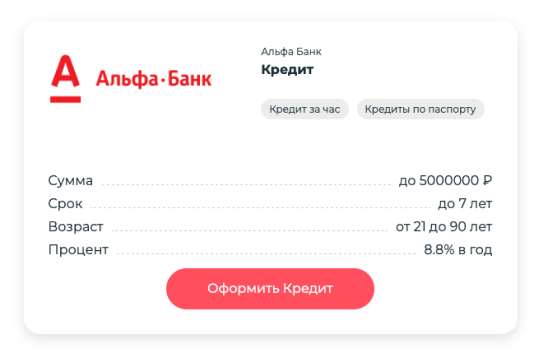 Альфа Банк
Альфа·Банк
Кредит
Кредит за час Кредиты по паспорту
Сумма до 5000000 ₽
Срок до 7 лет
Возраст от 21 до 90 лет
Процент 8.8% в год
Оформить Кредит